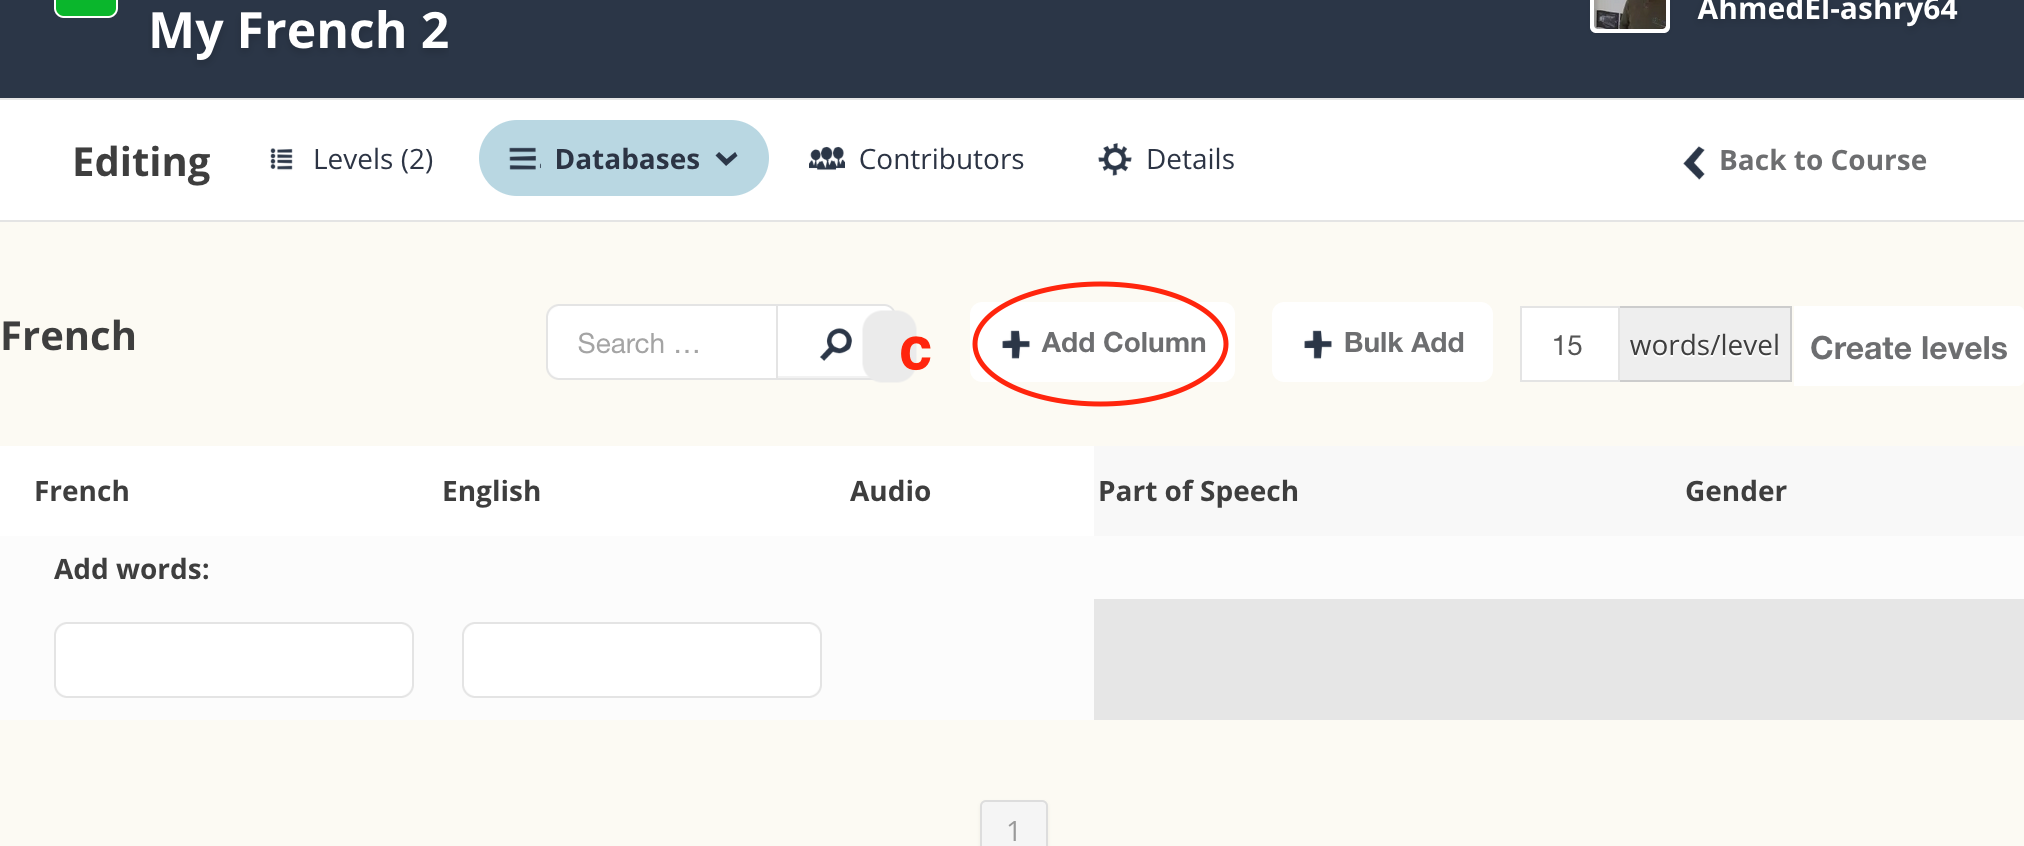 My French 2
AhmedEl-ashry64
Editing
Levels (2)
Databases
Contributors
Details
Back to Course
French
Search ...
c
Add Column
Bulk Add
15
words/level
Create levels
French
English
Audio
Part of Speech
Gender
Add words:
1